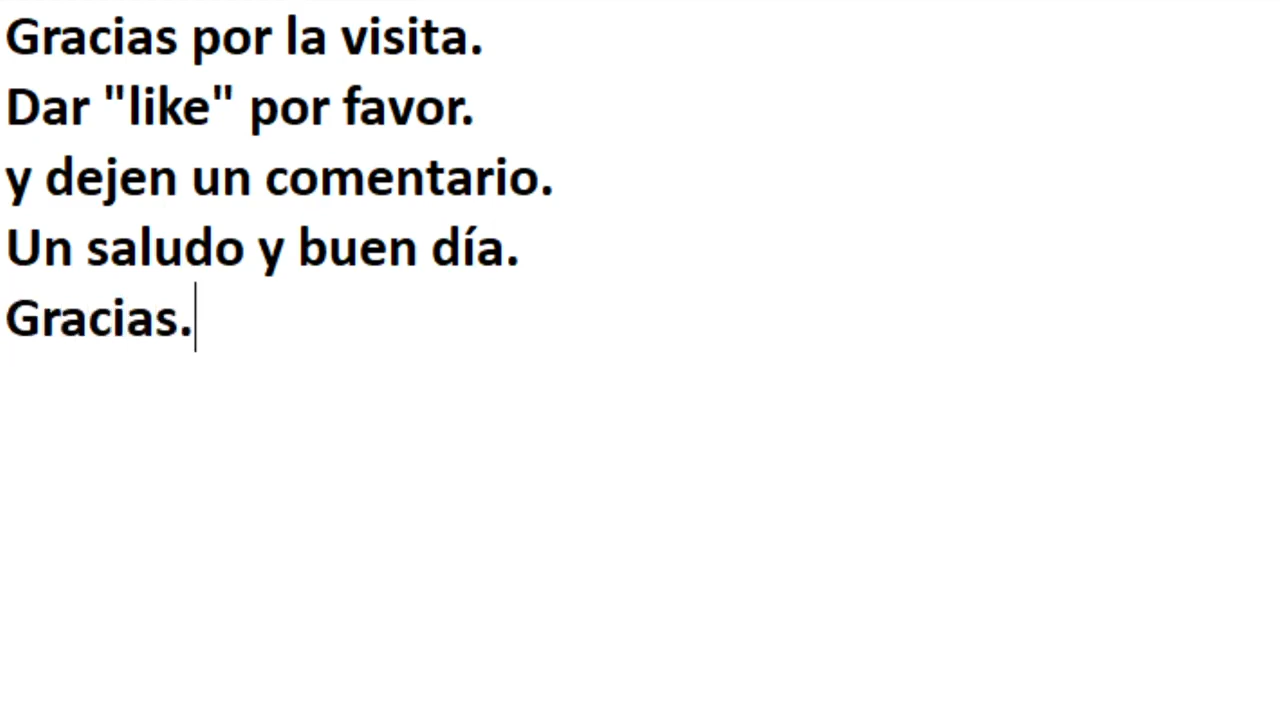 Gracias por la visita.
Dar "like" por favor.
y dejen un comentario.
Un saludo y buen día.
Gracias.